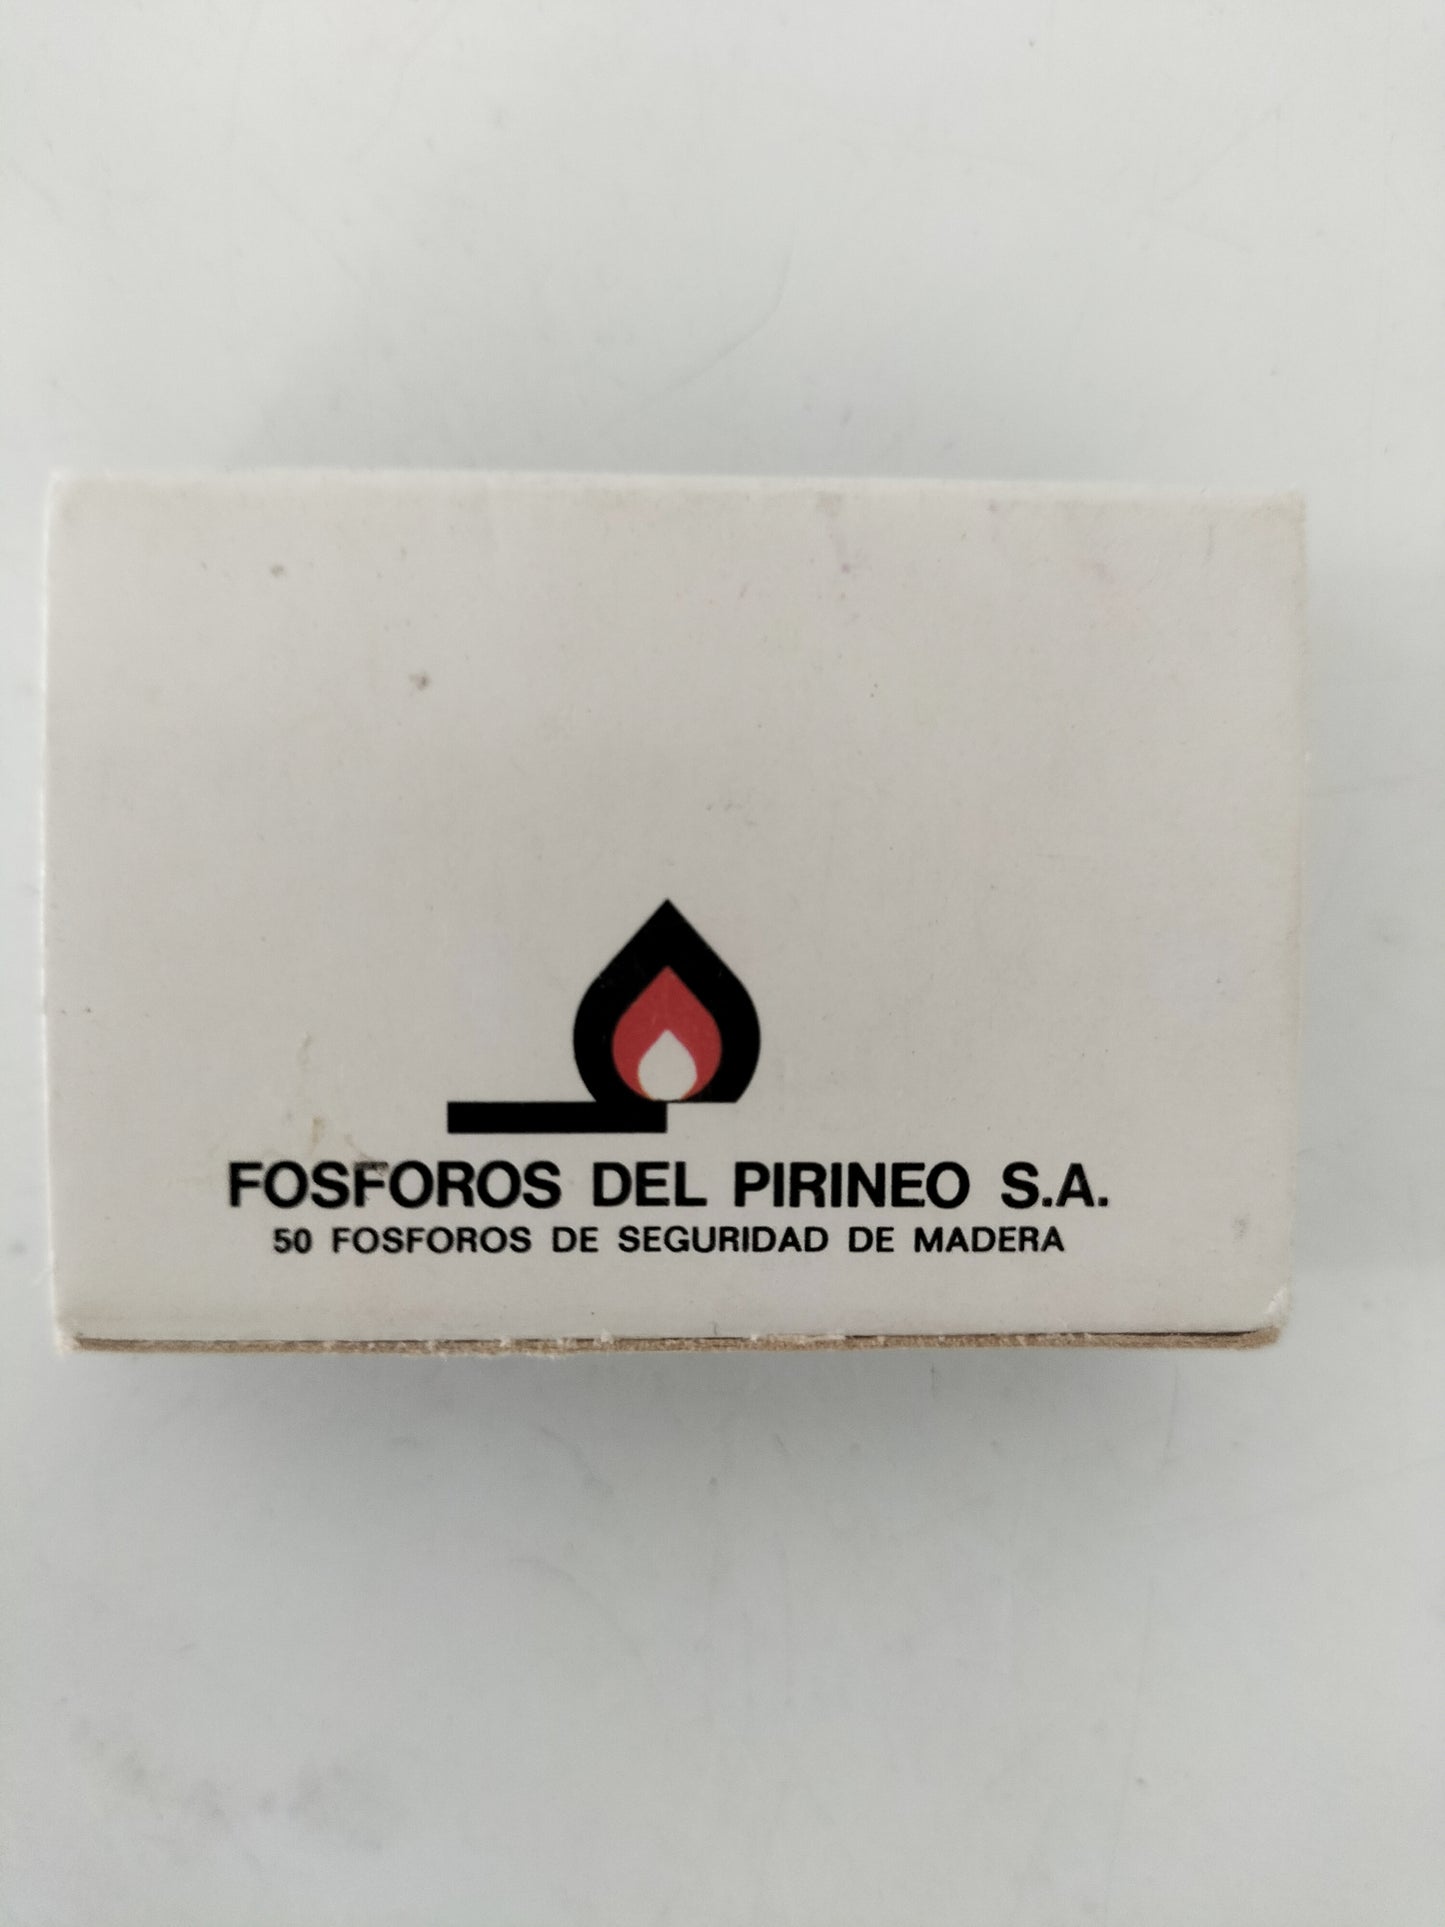 FOSFOROS DEL PIRINEO S.A.
50 FOSFOROS DE SEGURIDAD DE MADERA